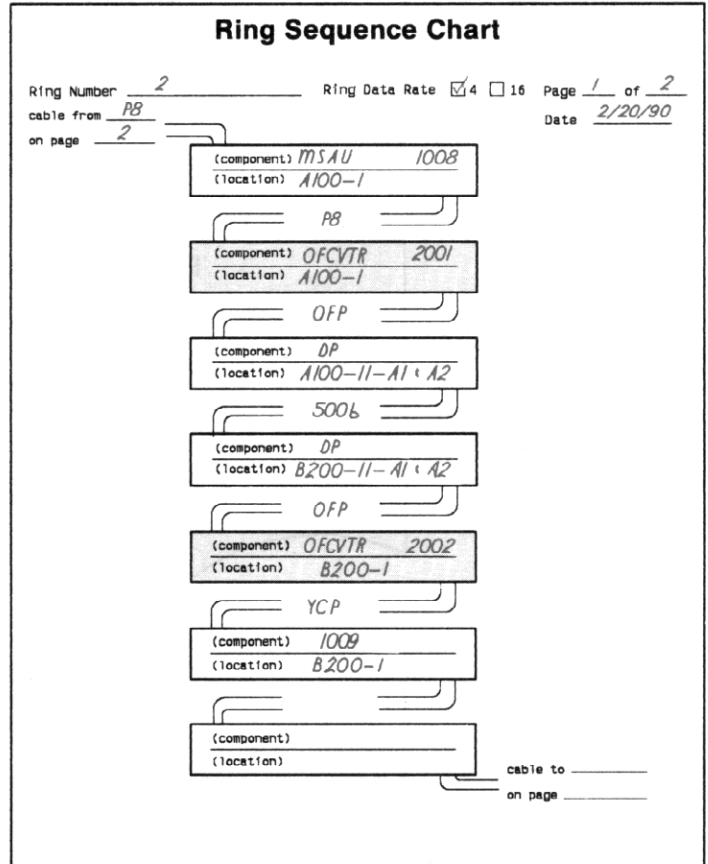 Ring Sequence Chart
Ring Number 2 Ring Data Rate ☑ 4 ☐ 16 Page 1 of 2
cable from P8 Date 2/20/90
on page 2
(component) MSAU 1008
(location) A100-1
P8
(component) OFCVTR 2001
(location) A100-1
OFP
(component) DP
(location) A100-11-A1 & A2
500b
(component) DP
(location) B200-11-A1 & A2
OFP
(component) OFCVTR 2002
(location) B200-1
YCP
(component) 1009
(location) B200-1
(component)
(location)
cable to
on page